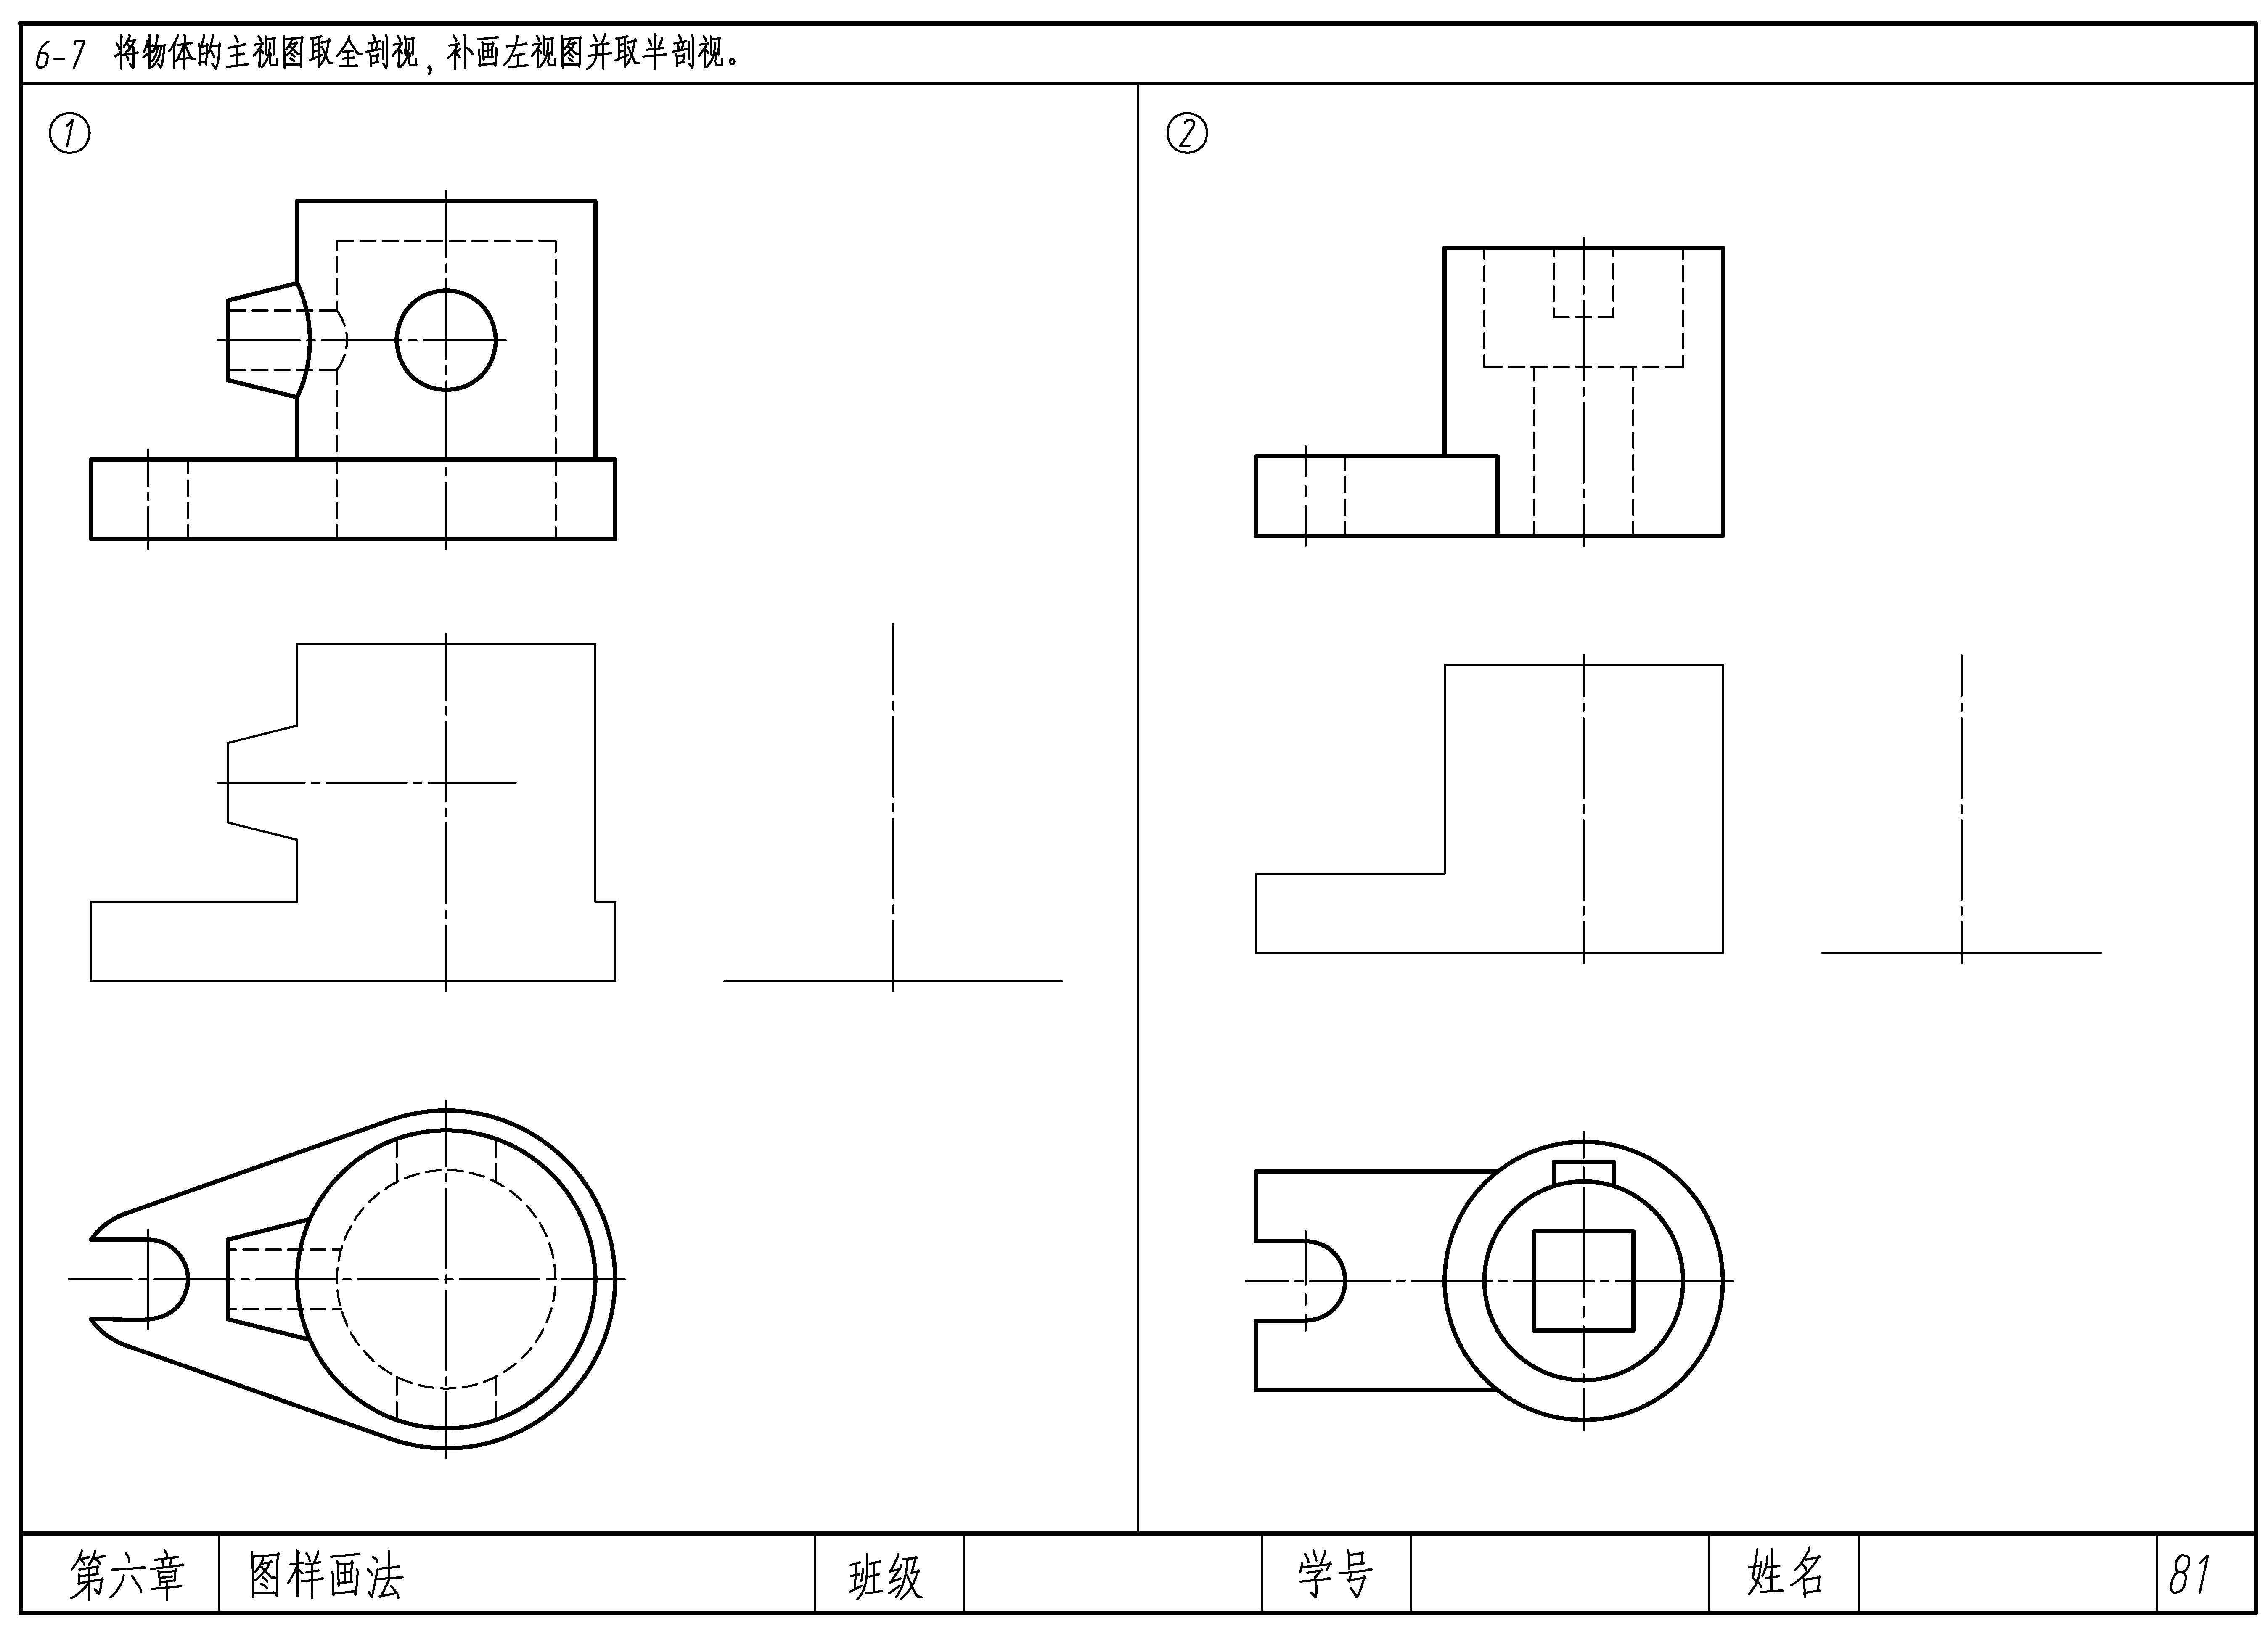 6-7 将物体的主视图取全剖视，补画左视图并取半剖视。
①
②
第六章 图样画法 班级 学号 姓名 81